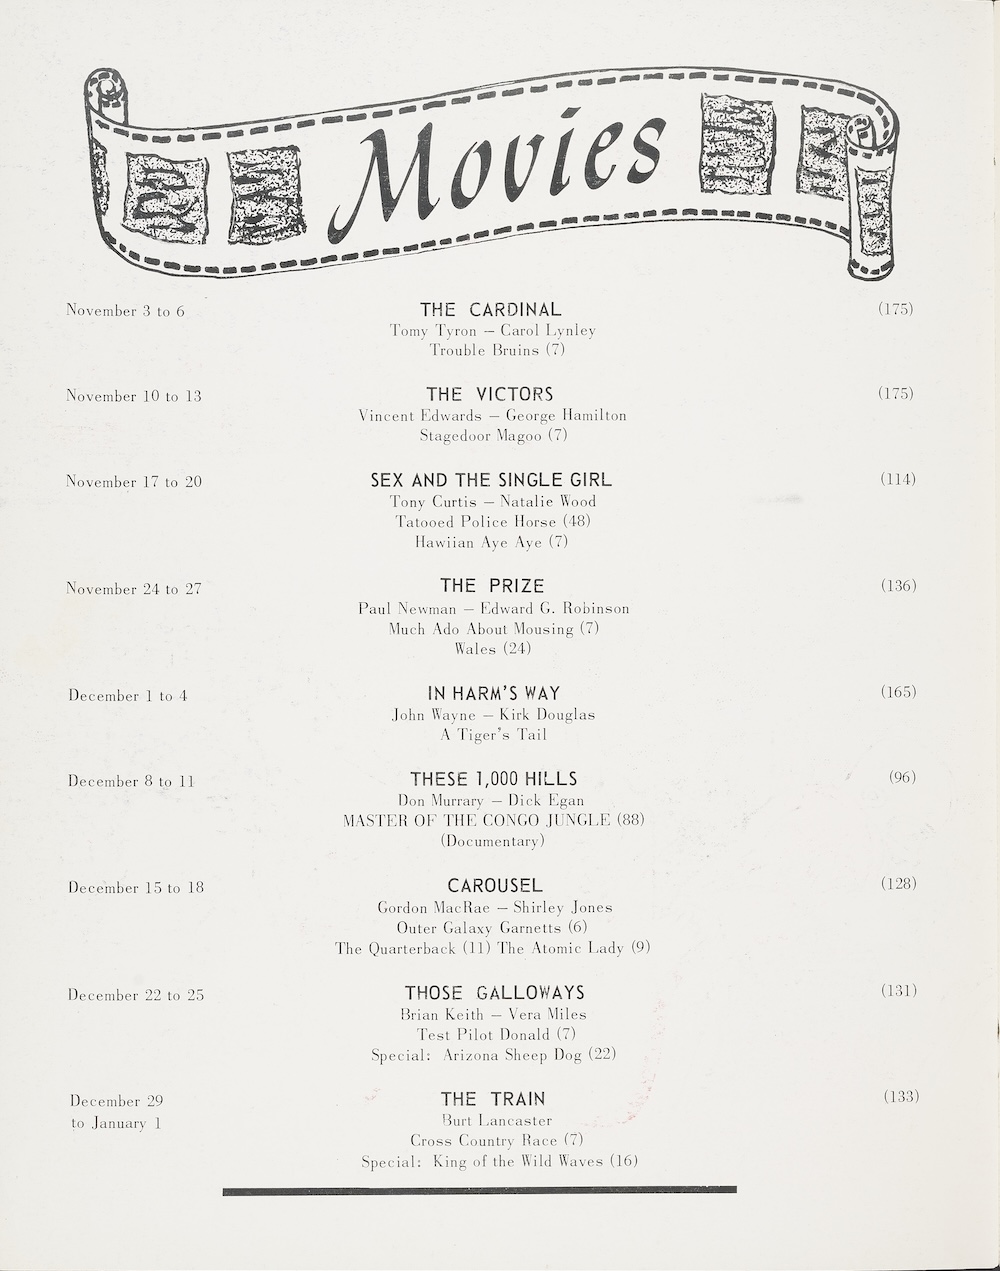 Movies
November 3 to 6 THE CARDINAL (175)
Tomy Tyron — Carol Lynley
Trouble Bruins (7)
November 10 to 13 THE VICTORS (175)
Vincent Edwards — George Hamilton
Stagedoor Magoo (7)
November 17 to 20 SEX AND THE SINGLE GIRL (114)
Tony Curtis — Natalie Wood
Tatooed Police Horse (48)
Hawiian Aye Aye (7)
November 24 to 27 THE PRIZE (136)
Paul Newman — Edward G. Robinson
Much Ado About Mousing (7)
Wales (24)
December 1 to 4 IN HARM'S WAY (165)
John Wayne — Kirk Douglas
A Tiger's Tail
December 8 to 11 THESE 1,000 HILLS (96)
Don Murrary — Dick Egan
MASTER OF THE CONGO JUNGLE (88)
(Documentary)
December 15 to 18 CAROUSEL (128)
Gordon MacRae — Shirley Jones
Outer Galaxy Garnetts (6)
The Quarterback (11) The Atomic Lady (9)
December 22 to 25 THOSE GALLOWAYS (131)
Brian Keith — Vera Miles
Test Pilot Donald (7)
Special: Arizona Sheep Dog (22)
December 29 THE TRAIN (133)
to January 1 Burt Lancaster
Cross Country Race (7)
Special: King of the Wild Waves (16)